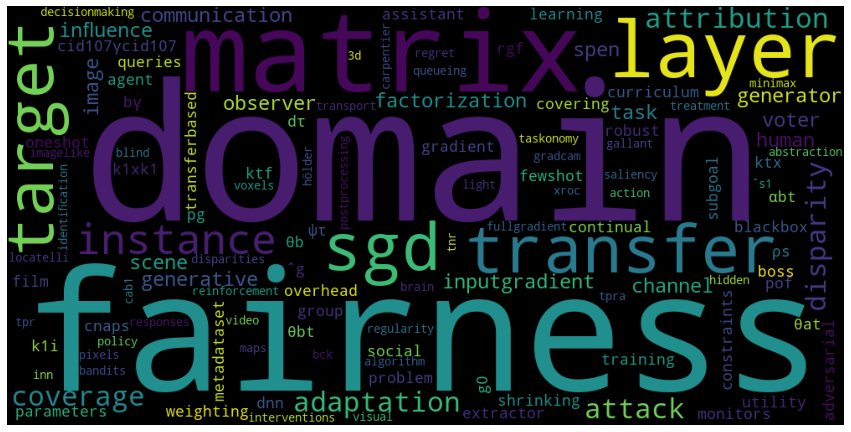 decisionmaking
communication
assistant
learning
attribution
influence
matrix
layer
cid107ycid107
3d
carpentier
regret
rgf
spen
queries
queueing
target
image
agent
curriculum
minimax
generator
by
observer
transport
factorization
covering
task
treatment
domain
oneshot
transferbased
dτ
gradient
taskonomy
robust
voter
human
imagelike
blind
hölder
postprocessing
gradcam
gallant
abstraction
k1xk1
ktf
voxels
light
fewshot
saliency
action
xroc
subgoal
ktx
ˆs1
identification
pg
αbt
instance
θb
ψτ
sgd
tnr
fullgradient
continual
blackbox
disparity
locatelli
disparities
ˆg
transfer
ρs
scene
film
generative
brain
inputgradient
channel
boss
pof
hidden
cab1
reinforcement
overhead
tpra
fairness
tpr
responses
metadataset
video
θbt
group
regularity
θat
cnaps
policy
k1i
pixels
maps
bck
social
algorithm
training
constraints
adversarial
inn
bandits
problem
coverage
dnn
g0
shrinking
utility
parameters
weighting
interventions
visual
adaptation
extractor
attack
monitors